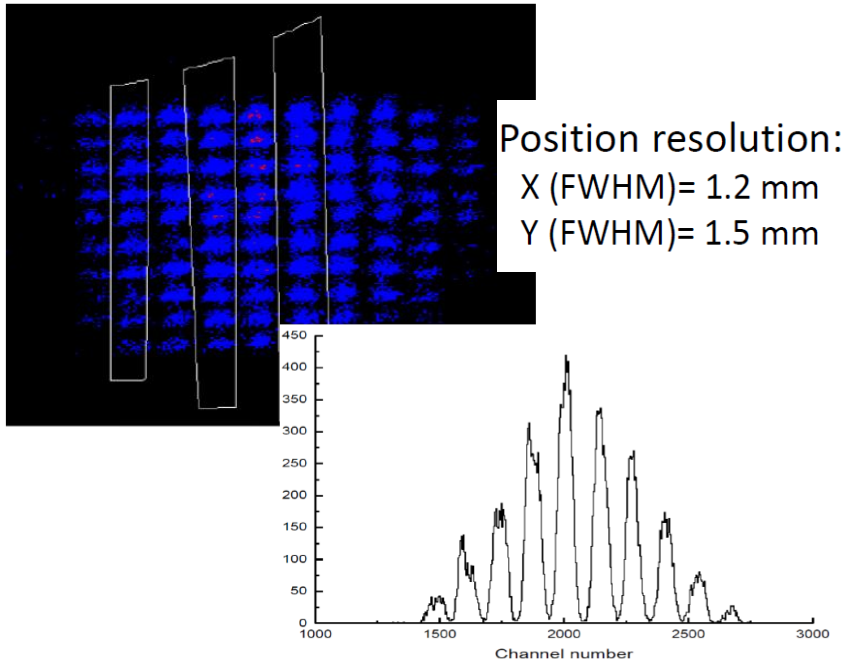 Position resolution:
X (FWHM)= 1.2 mm
Y (FWHM)= 1.5 mm
450
400
350
300
250
200
150
100
50
0
1000 1500 2000 2500 3000
Channel number